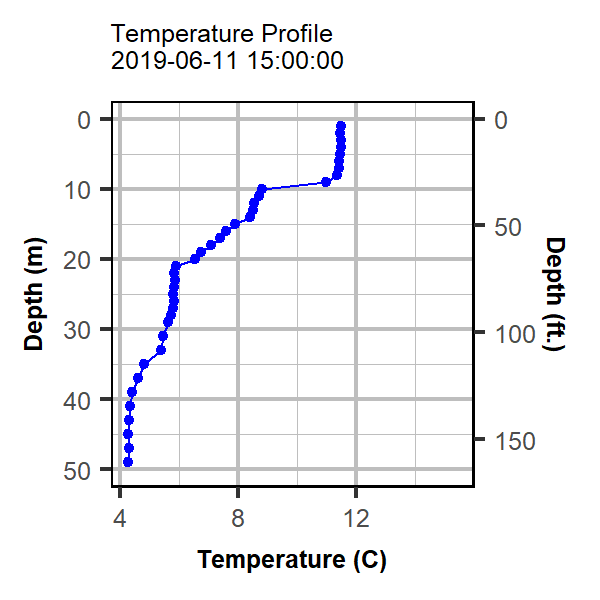 Temperature Profile
2019-06-11 15:00:00
0
10
20
30
40
50
Depth (m)
0
50
100
150
Depth (ft.)
4 8 12
Temperature (C)